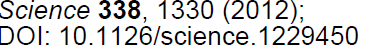 Science 338, 1330 (2012);
DOI: 10.1126/science.1229450